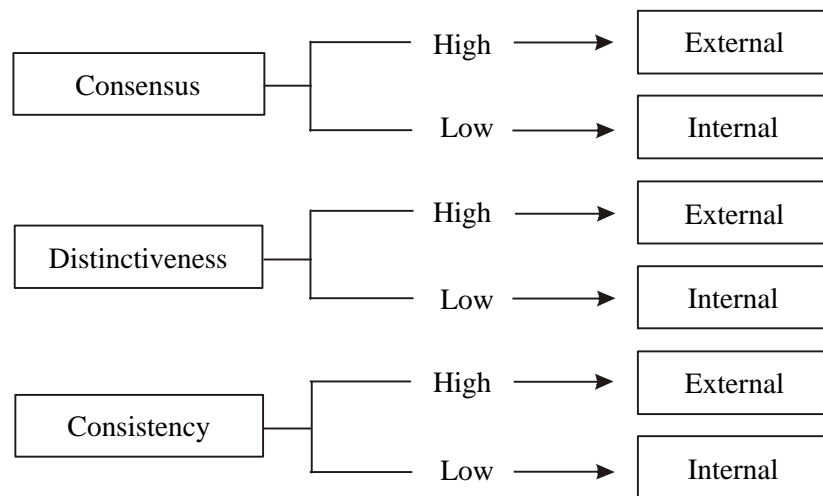 High External
Consensus
Low Internal
High External
Distinctiveness
Low Internal
High External
Consistency
Low Internal